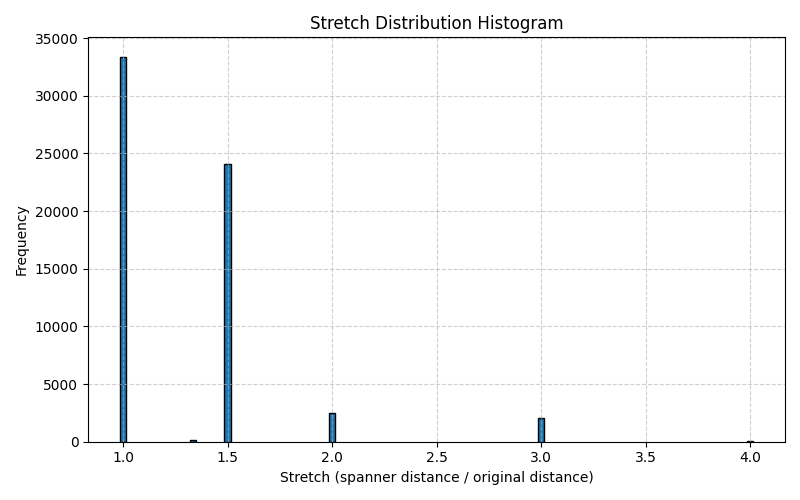 Stretch Distribution Histogram
35000
30000
25000
20000
15000
10000
5000
0
Frequency
1.0 1.5 2.0 2.5 3.0 3.5 4.0
Stretch (spanner distance / original distance)